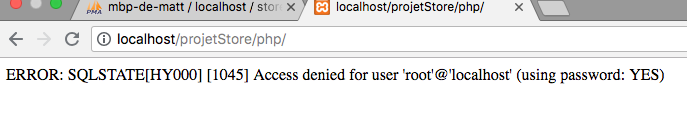 PMA mbp-de-matt / localhost / stor
localhost/projetStore/php/
localhost/projetStore/php/
ERROR: SQLSTATE[HY000] [1045] Access denied for user 'root'@'localhost' (using password: YES)